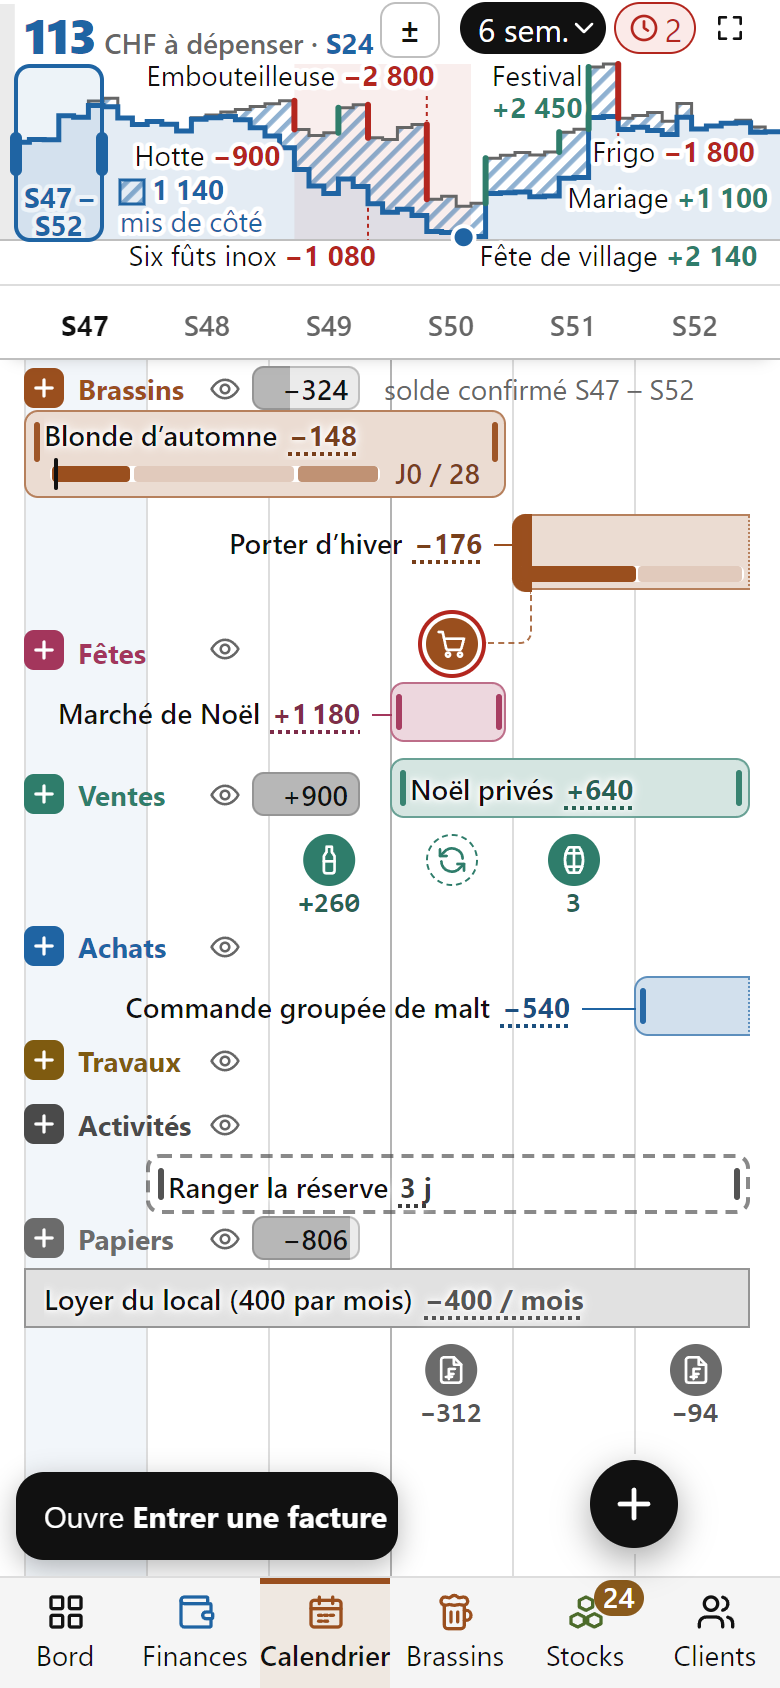 113 CHF à dépenser · S24
±
6 sem.
2
Embouteilleuse −2 800
Festival
+2 450
Hotte −900
Frigo −1 800
1 140
mis de côté
S47 –
S52
Mariage +1 100
Six fûts inox −1 080
Fête de village +2 140
S47 S48 S49 S50 S51 S52
Brassins −324 solde confirmé S47 – S52
Blonde d’automne −148
J0 / 28
Porter d’hiver −176
Fêtes
Marché de Noël +1 180
Ventes +900
Noël privés +640
+260 3
Achats
Commande groupée de malt −540
Travaux
Activités
Ranger la réserve 3 j
Papiers −806
Loyer du local (400 par mois) −400 / mois
−312 −94
Ouvre Entrer une facture
24
Bord Finances Calendrier Brassins Stocks Clients